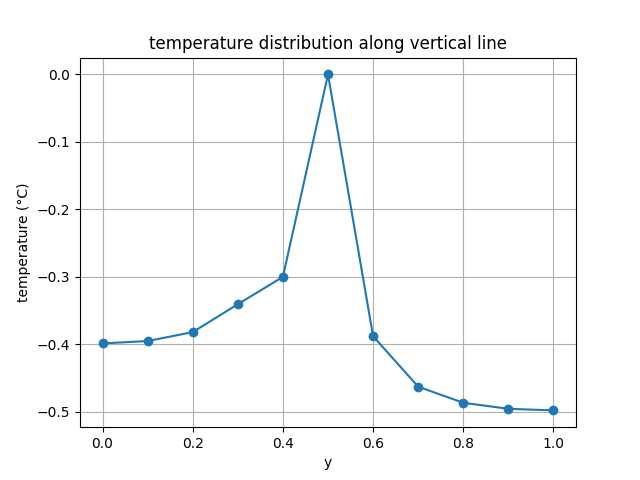 temperature distribution along vertical line
temperature (°C)
0.0
−0.1
−0.2
−0.3
−0.4
−0.5
0.0 0.2 0.4 0.6 0.8 1.0
y